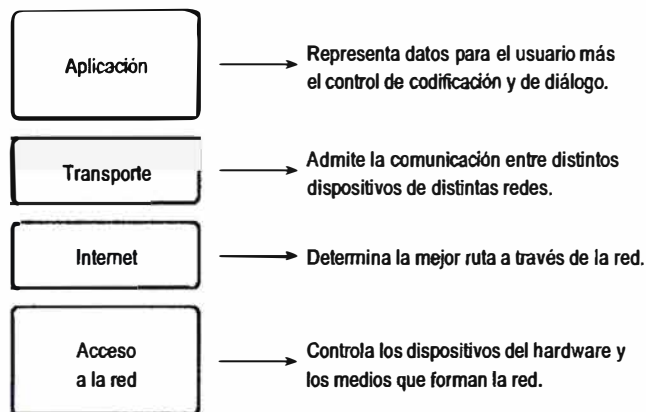 Aplicación
Representa datos para el usuario más
el control de codificación y de diálogo.
Transporte
Admite la comunicación entre distintos
dispositivos de distintas redes.
Internet
Determina la mejor ruta a través de la red.
Acceso
a la red
Controla los dispositivos del hardware y
los medios que forman la red.